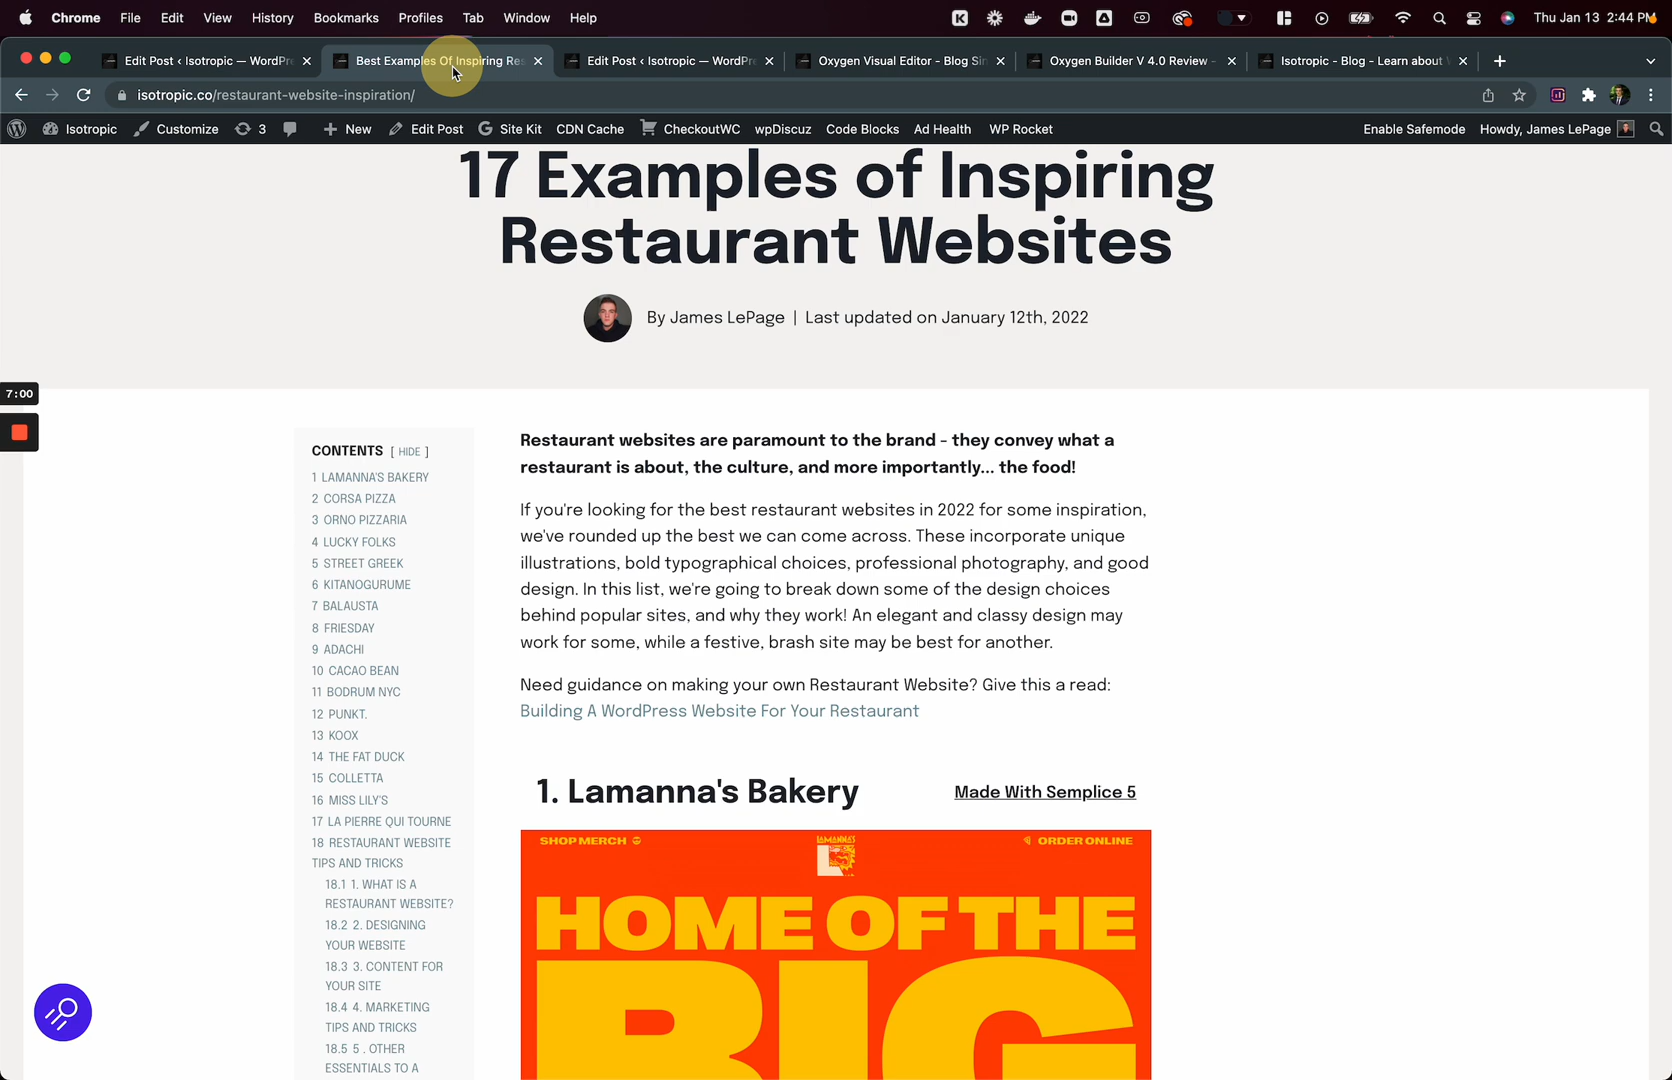 Chrome File Edit View History Bookmarks Profiles Tab Window Help Thu Jan 13 2:44 PM
Edit Post ‹ Isotropic — WordPr Best Examples Of Inspiring Res Edit Post ‹ Isotropic — WordPre Oxygen Visual Editor - Blog Sin Oxygen Builder V 4.0 Review - Isotropic - Blog - Learn about
isotropic.co/restaurant-website-inspiration/
Isotropic Customize 3 New Edit Post Site Kit CDN Cache CheckoutWC wpDiscuz Code Blocks Ad Health WP Rocket Enable Safemode Howdy, James LePage
17 Examples of Inspiring
Restaurant Websites
By James LePage | Last updated on January 12th, 2022
7:00
CONTENTS [ HIDE ]
1 LAMANNA'S BAKERY
2 CORSA PIZZA
3 ORNO PIZZARIA
4 LUCKY FOLKS
5 STREET GREEK
6 KITANOGURUME
7 BALAUSTA
8 FRIESDAY
9 ADACHI
10 CACAO BEAN
11 BODRUM NYC
12 PUNKT.
13 KOOX
14 THE FAT DUCK
15 COLLETTA
16 MISS LILY'S
17 LA PIERRE QUI TOURNE
18 RESTAURANT WEBSITE
TIPS AND TRICKS
18.1 1. WHAT IS A
RESTAURANT WEBSITE?
18.2 2. DESIGNING
YOUR WEBSITE
18.3 3. CONTENT FOR
YOUR SITE
18.4 4. MARKETING
TIPS AND TRICKS
18.5 5 . OTHER
ESSENTIALS TO A
Restaurant websites are paramount to the brand - they convey what a
restaurant is about, the culture, and more importantly... the food!
If you're looking for the best restaurant websites in 2022 for some inspiration,
we've rounded up the best we can come across. These incorporate unique
illustrations, bold typographical choices, professional photography, and good
design. In this list, we're going to break down some of the design choices
behind popular sites, and why they work! An elegant and classy design may
work for some, while a festive, brash site may be best for another.
Need guidance on making your own Restaurant Website? Give this a read:
Building A WordPress Website For Your Restaurant
1. Lamanna's Bakery Made With Semplice 5
SHOP MERCH LAMANNA'S ORDER ONLINE
HOME OF THE
BIG